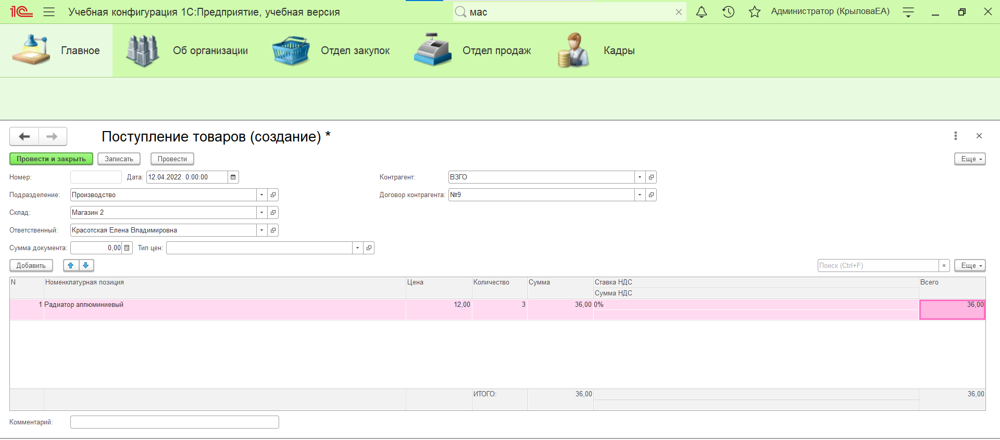 1С Учебная конфигурация 1С:Предприятие, учебная версия мас Администратор (КрыловаЕА)
Главное Об организации Отдел закупок Отдел продаж Кадры
Поступление товаров (создание) *
Провести и закрыть Записать Провести Еще
Номер: Дата: 12.04.2022 0:00:00 Контрагент: ВЗГО
Подразделение: Производство Договор контрагента: №9
Склад: Магазин 2
Ответственный: Красотская Елена Владимировна
Сумма документа: 0,00 Тип цен:
Добавить Поиск (Ctrl+F) × Еще
N Номенклатурная позиция Цена Количество Сумма Ставка НДС Всего
Сумма НДС
1 Радиатор аллюминиевый 12,00 3 36,00 0% 36,00
ИТОГО: 36,00 36,00
Комментарий: